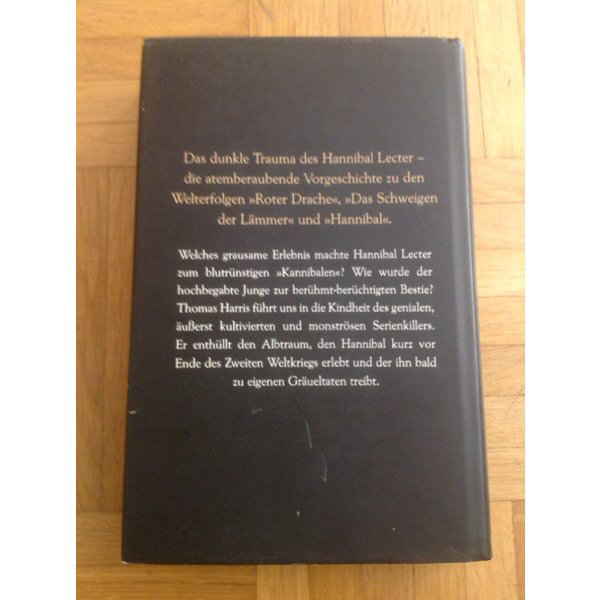 Das dunkle Trauma des Hannibal Lecter –
die atemberaubende Vorgeschichte zu den
Welterfolgen »Roter Drache«, »Das Schweigen
der Lämmer« und »Hannibal«.
Welches grausame Erlebnis machte Hannibal Lecter
zum blutrünstigen »Kannibalen«? Wie wurde der
hochbegabte Junge zur berühmt-berüchtigten Bestie?
Thomas Harris führt uns in die Kindheit des genialen,
äußerst kultivierten und monströsen Serienkillers.
Er enthüllt den Albtraum, den Hannibal kurz vor
Ende des Zweiten Weltkriegs erlebt und der ihn bald
zu eigenen Gräueltaten treibt.